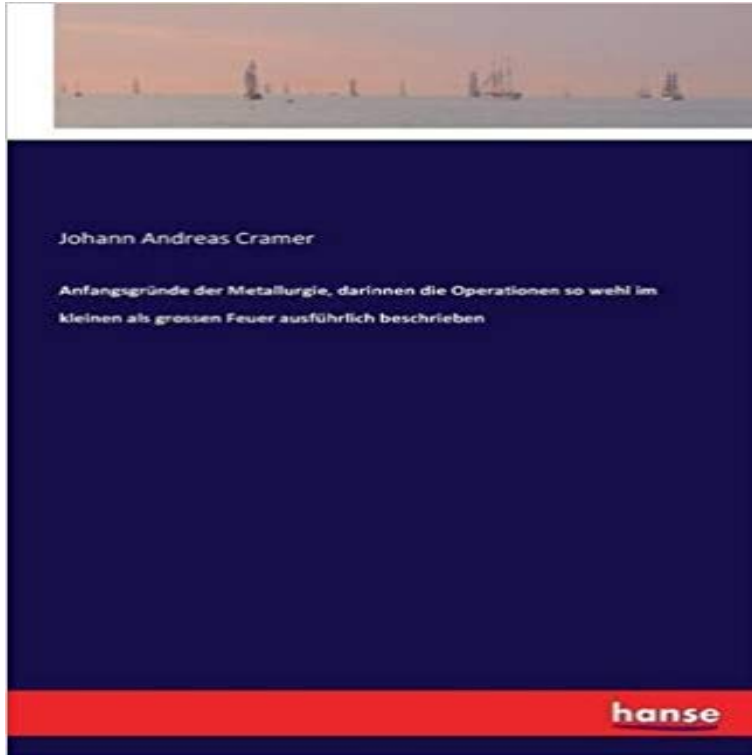 Johann Andreas Cramer
Anfangsgründe der Metallurgie, darinnen die Operationen so wehl im
kleinen als grossen Feuer ausführlich beschrieben
hanse